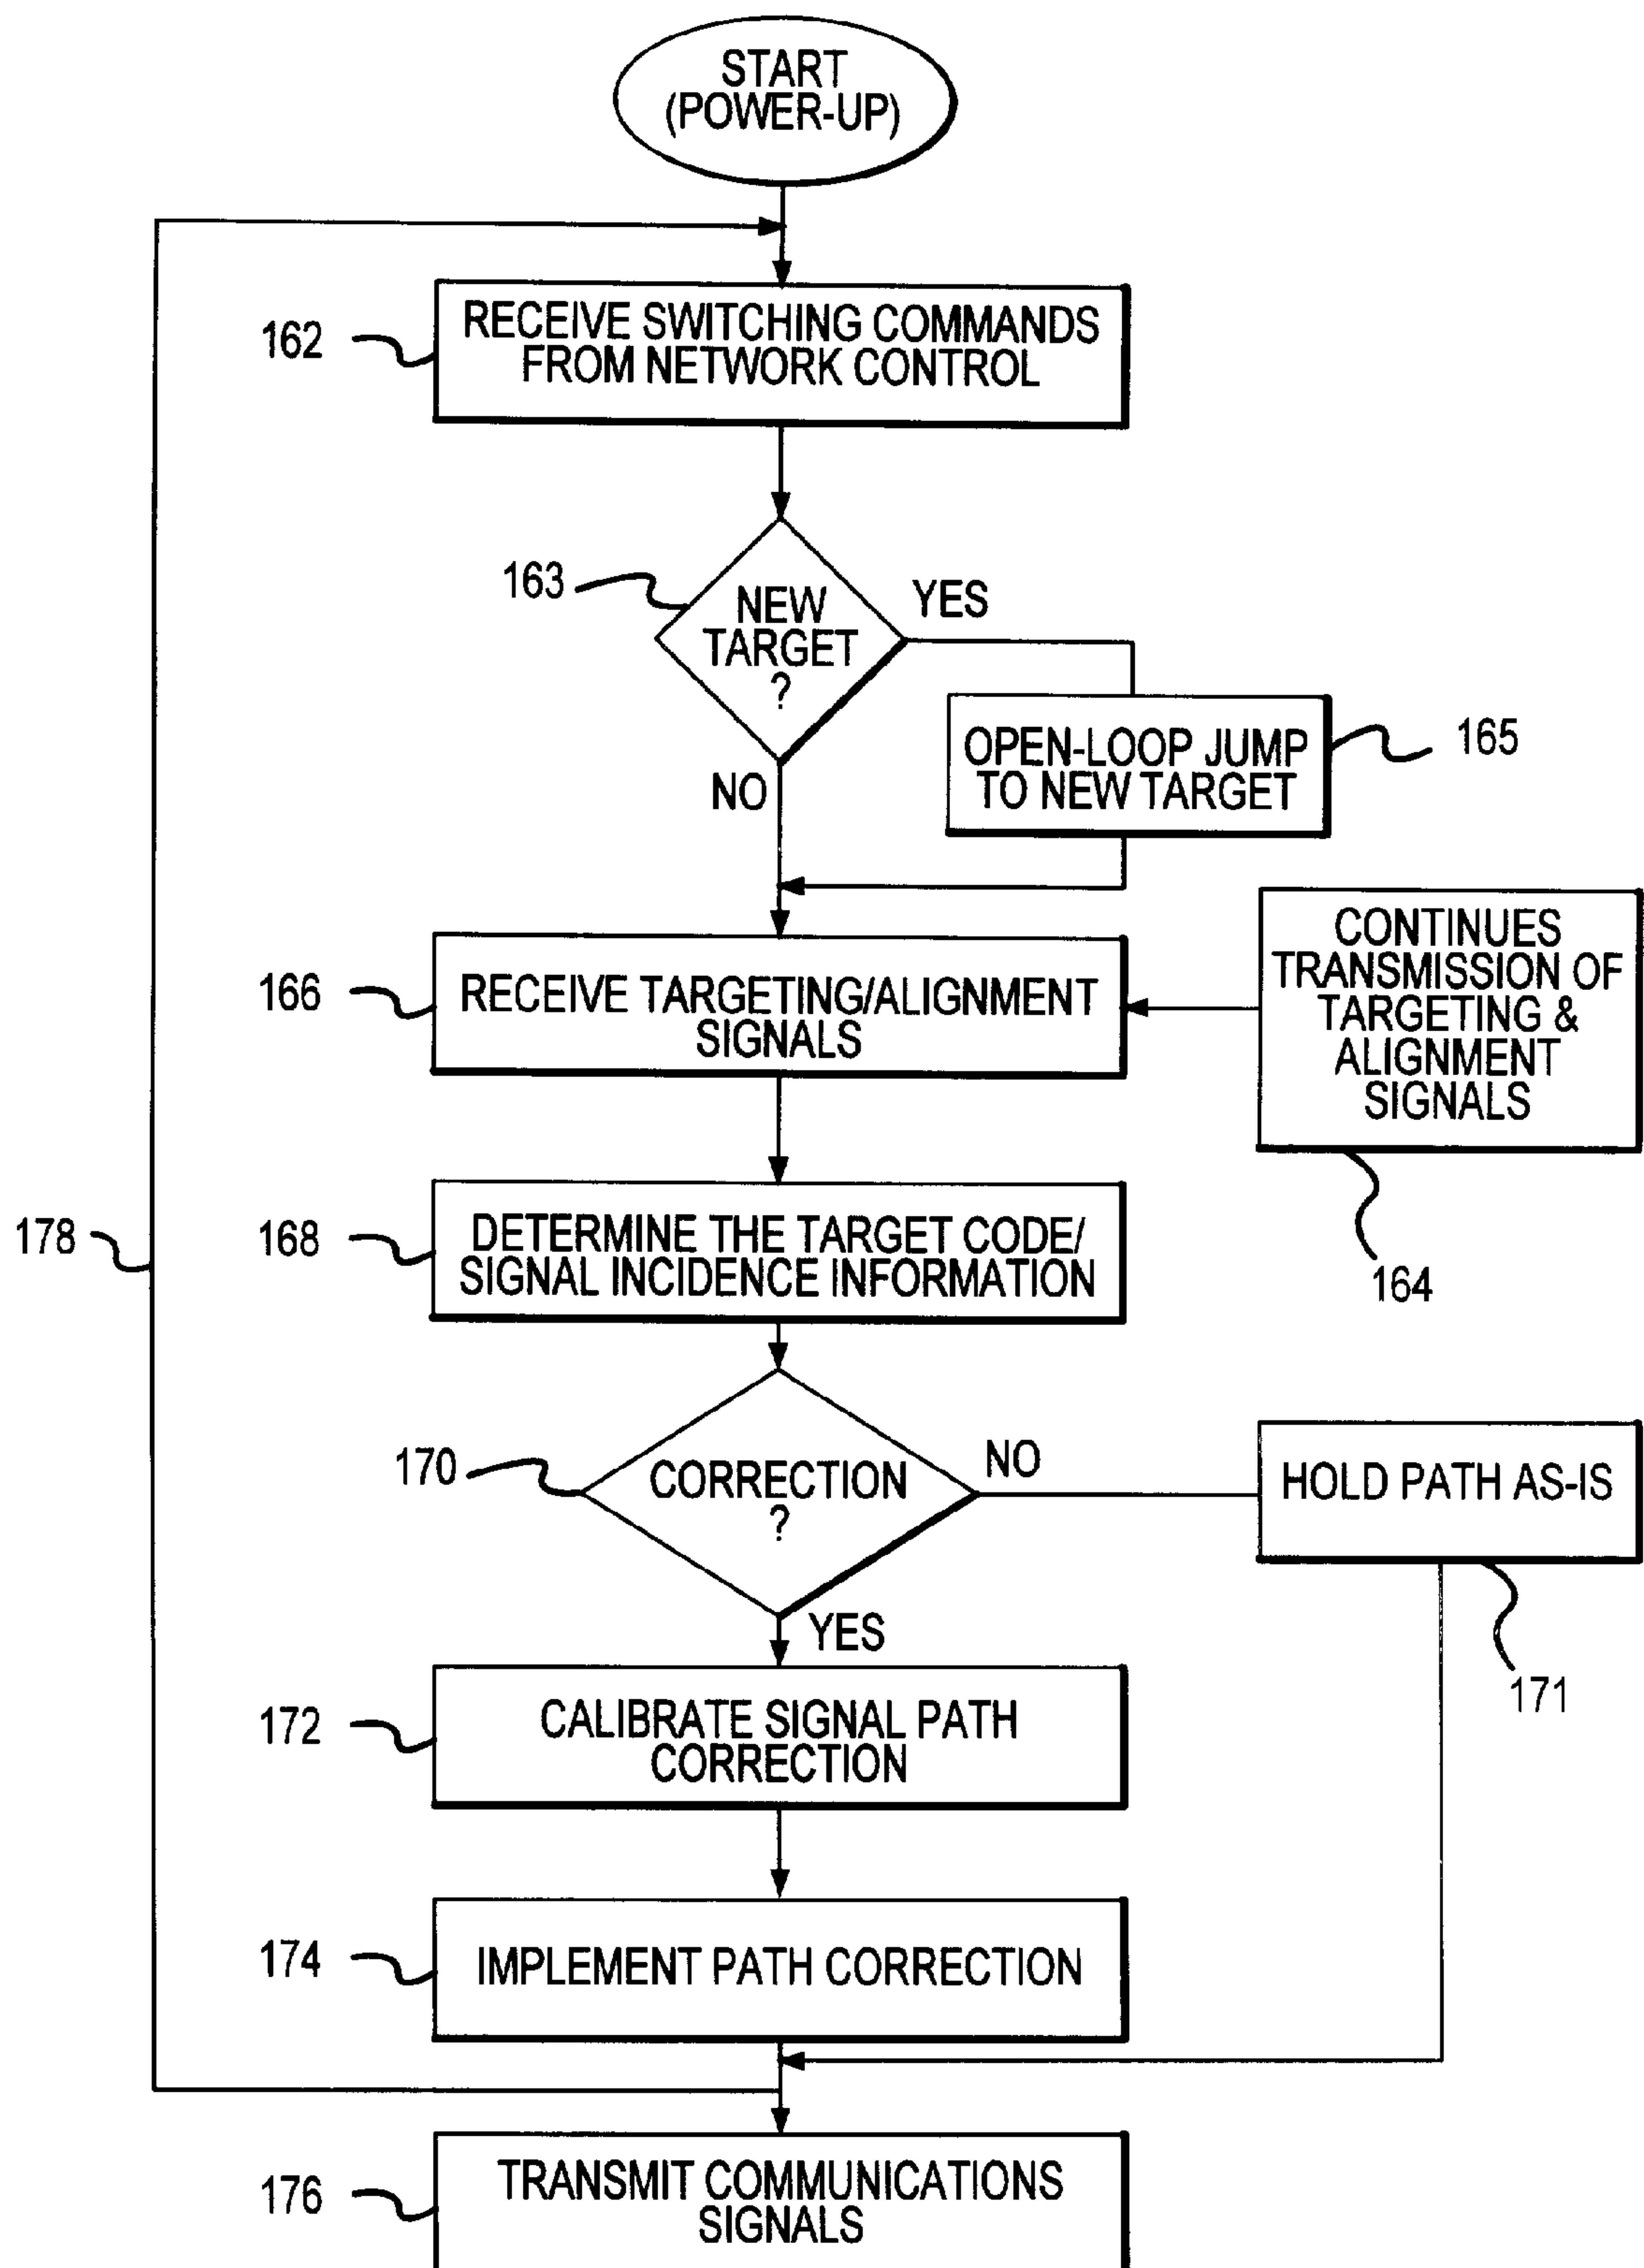 START
(POWER-UP)
162
RECEIVE SWITCHING COMMANDS
FROM NETWORK CONTROL
163
NEW
TARGET
?
YES
NO
OPEN-LOOP JUMP
TO NEW TARGET
165
166
RECEIVE TARGETING/ALIGNMENT
SIGNALS
CONTINUES
TRANSMISSION OF
TARGETING &
ALIGNMENT
SIGNALS
164
178
168
DETERMINE THE TARGET CODE/
SIGNAL INCIDENCE INFORMATION
170
CORRECTION
?
NO
HOLD PATH AS-IS
171
YES
172
CALIBRATE SIGNAL PATH
CORRECTION
174
IMPLEMENT PATH CORRECTION
176
TRANSMIT COMMUNICATIONS
SIGNALS